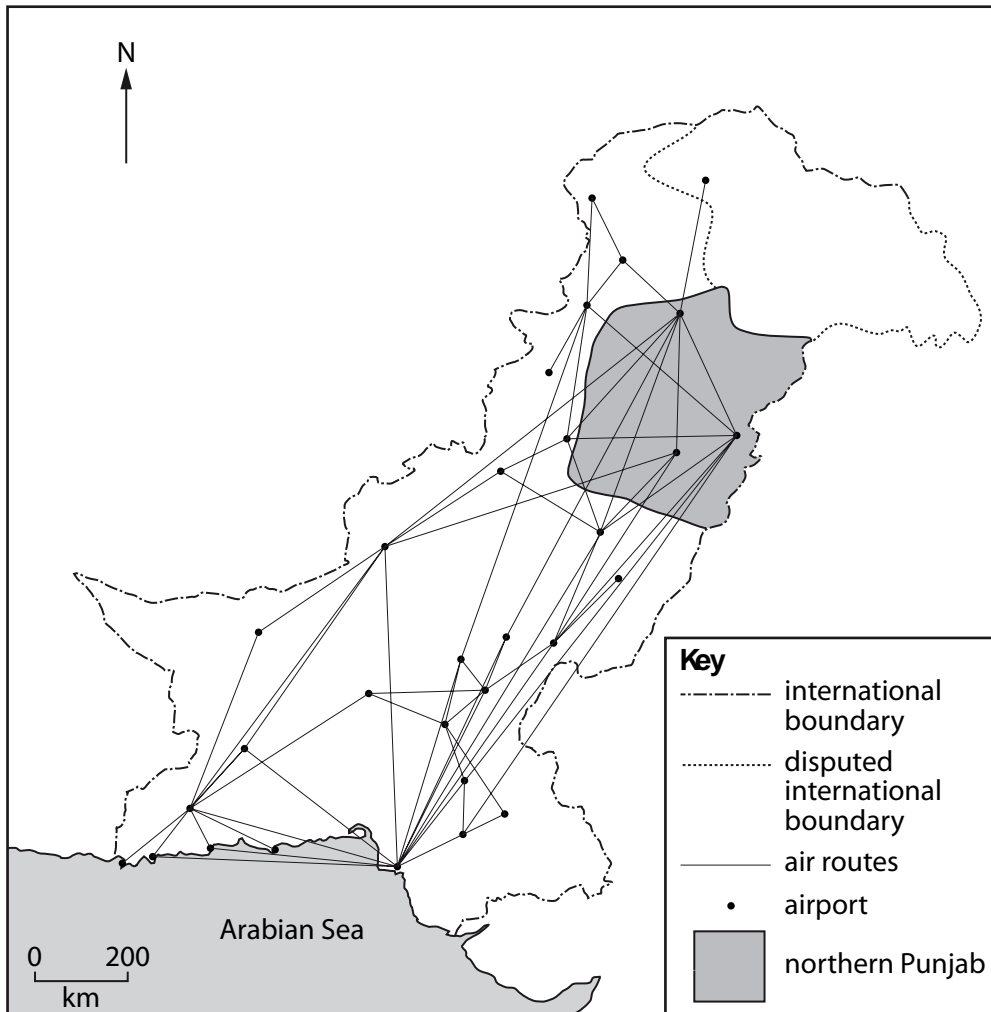 N
Arabian Sea
0 200
km
Key
international
boundary
disputed
international
boundary
air routes
airport
northern Punjab